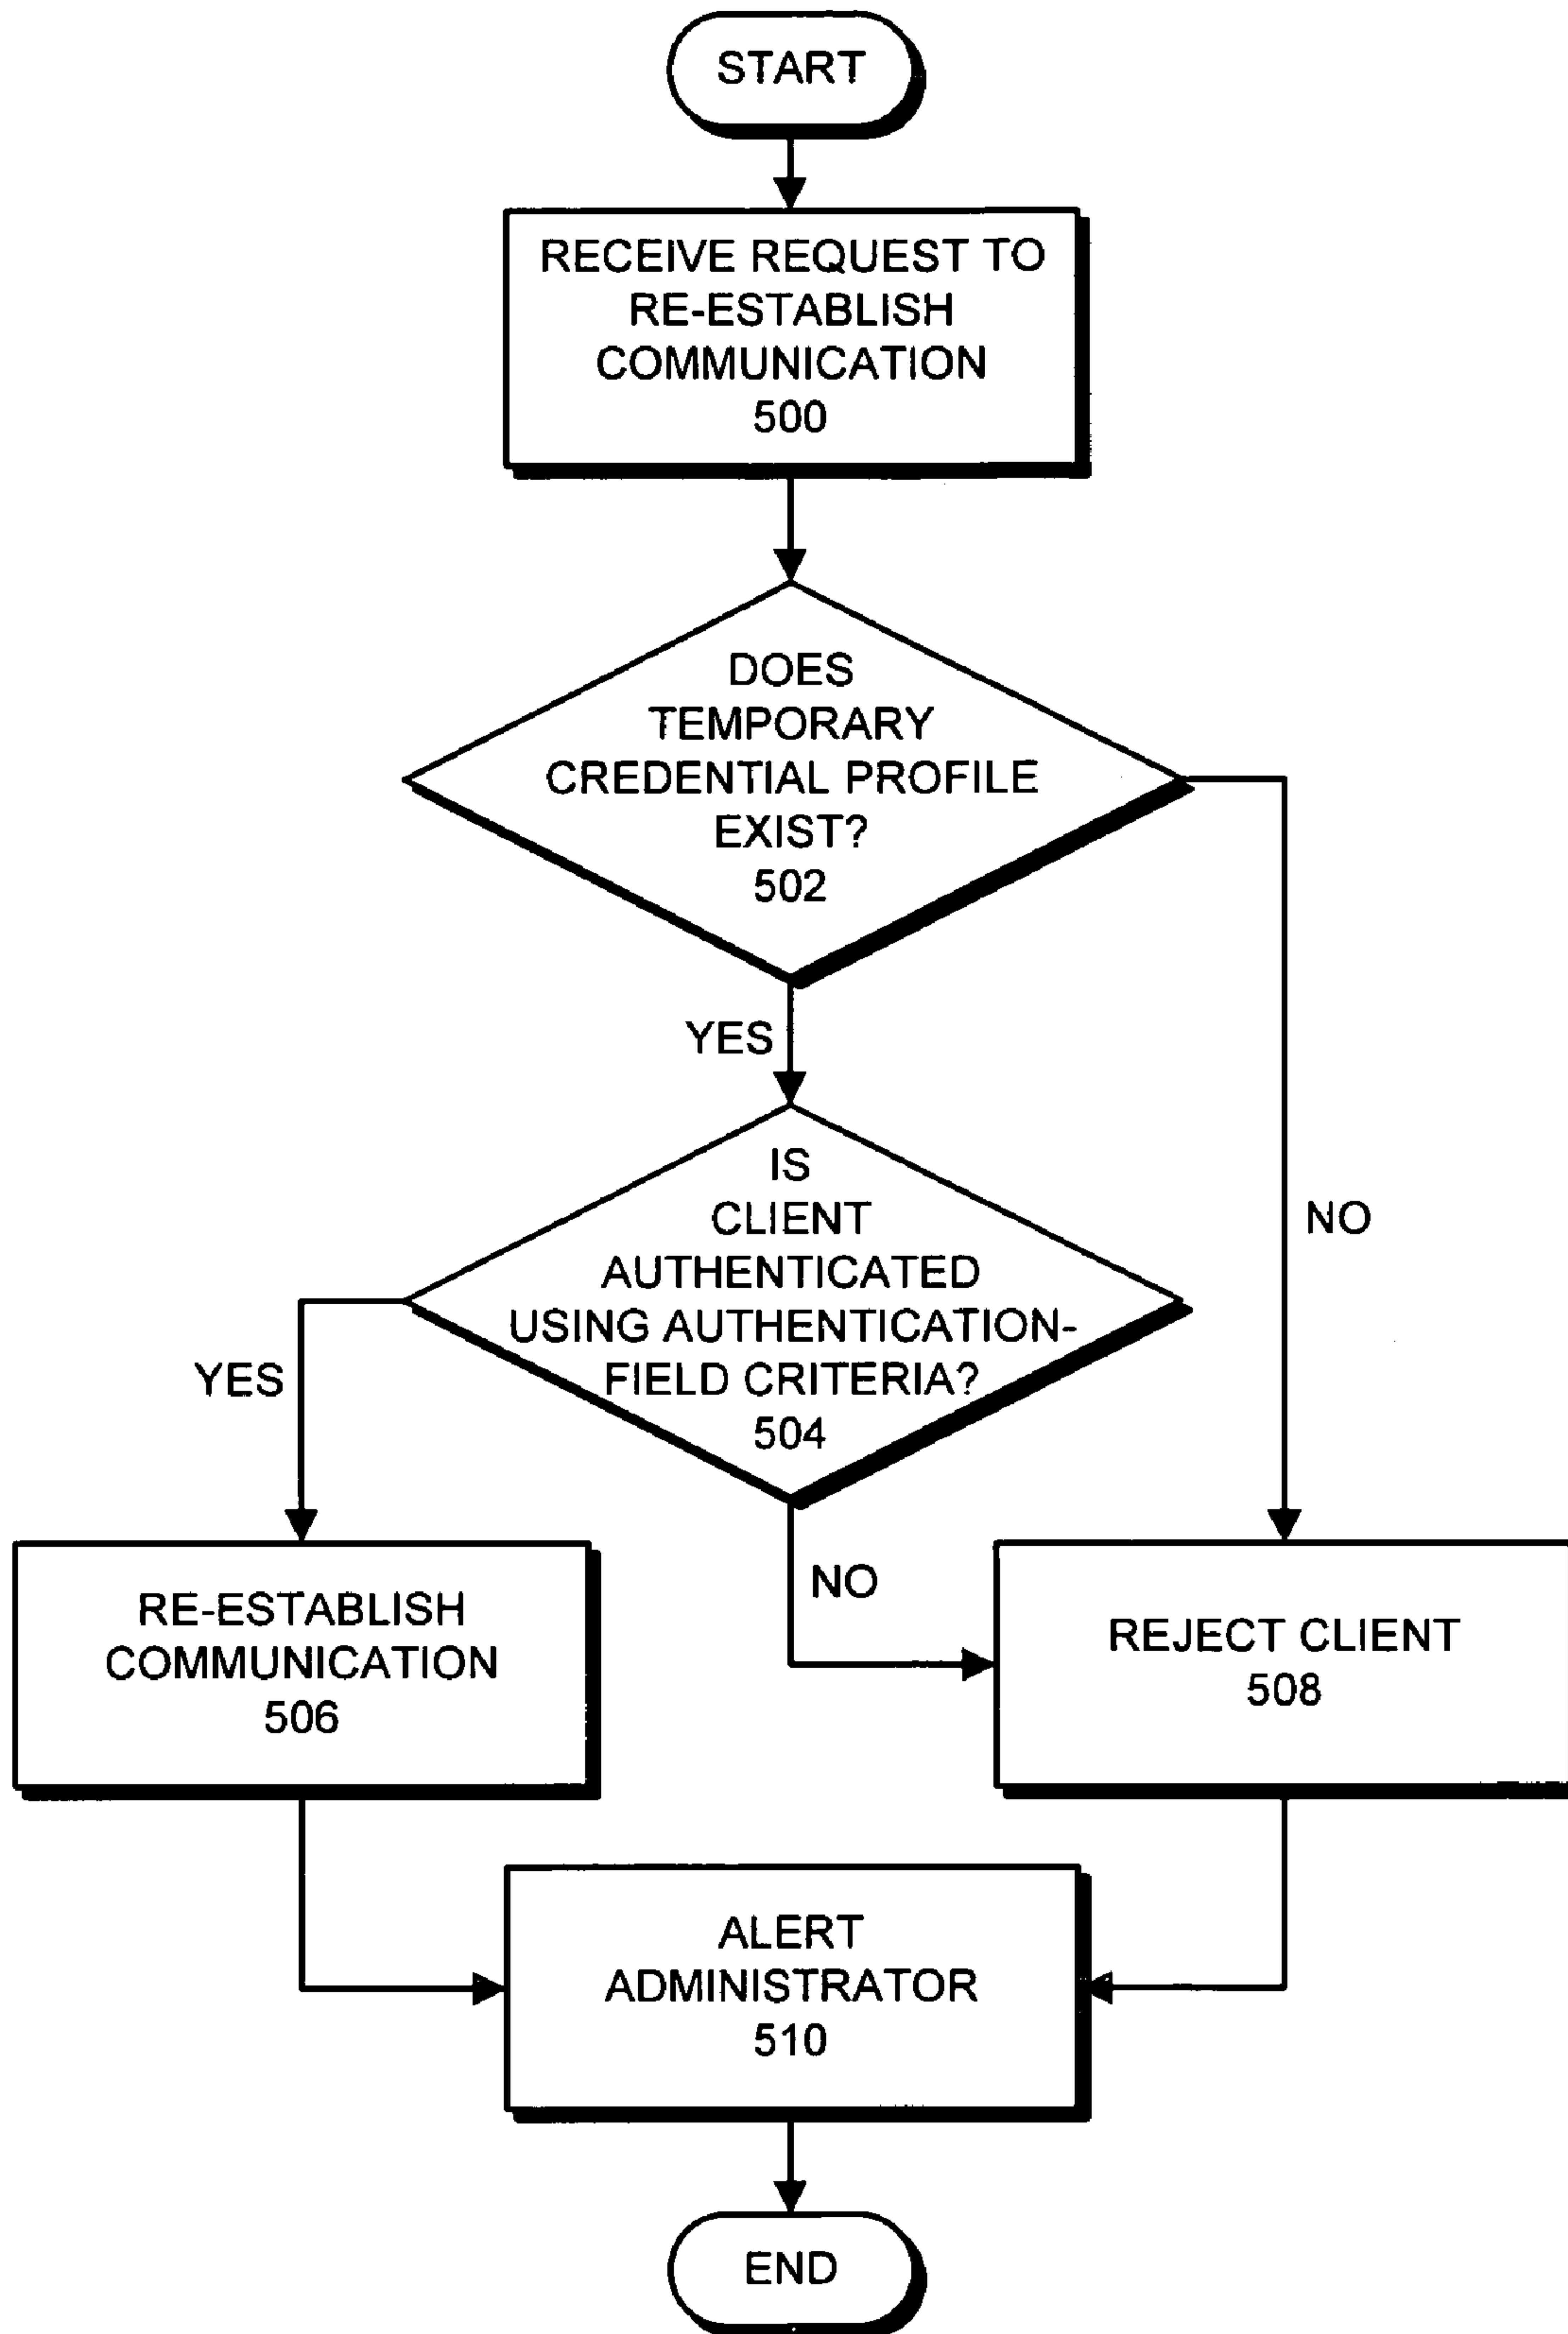 START
RECEIVE REQUEST TO
RE-ESTABLISH
COMMUNICATION
500
DOES
TEMPORARY
CREDENTIAL PROFILE
EXIST?
502
YES
NO
IS
CLIENT
AUTHENTICATED
USING AUTHENTICATION-
FIELD CRITERIA?
504
YES
NO
RE-ESTABLISH
COMMUNICATION
506
REJECT CLIENT
508
ALERT
ADMINISTRATOR
510
END